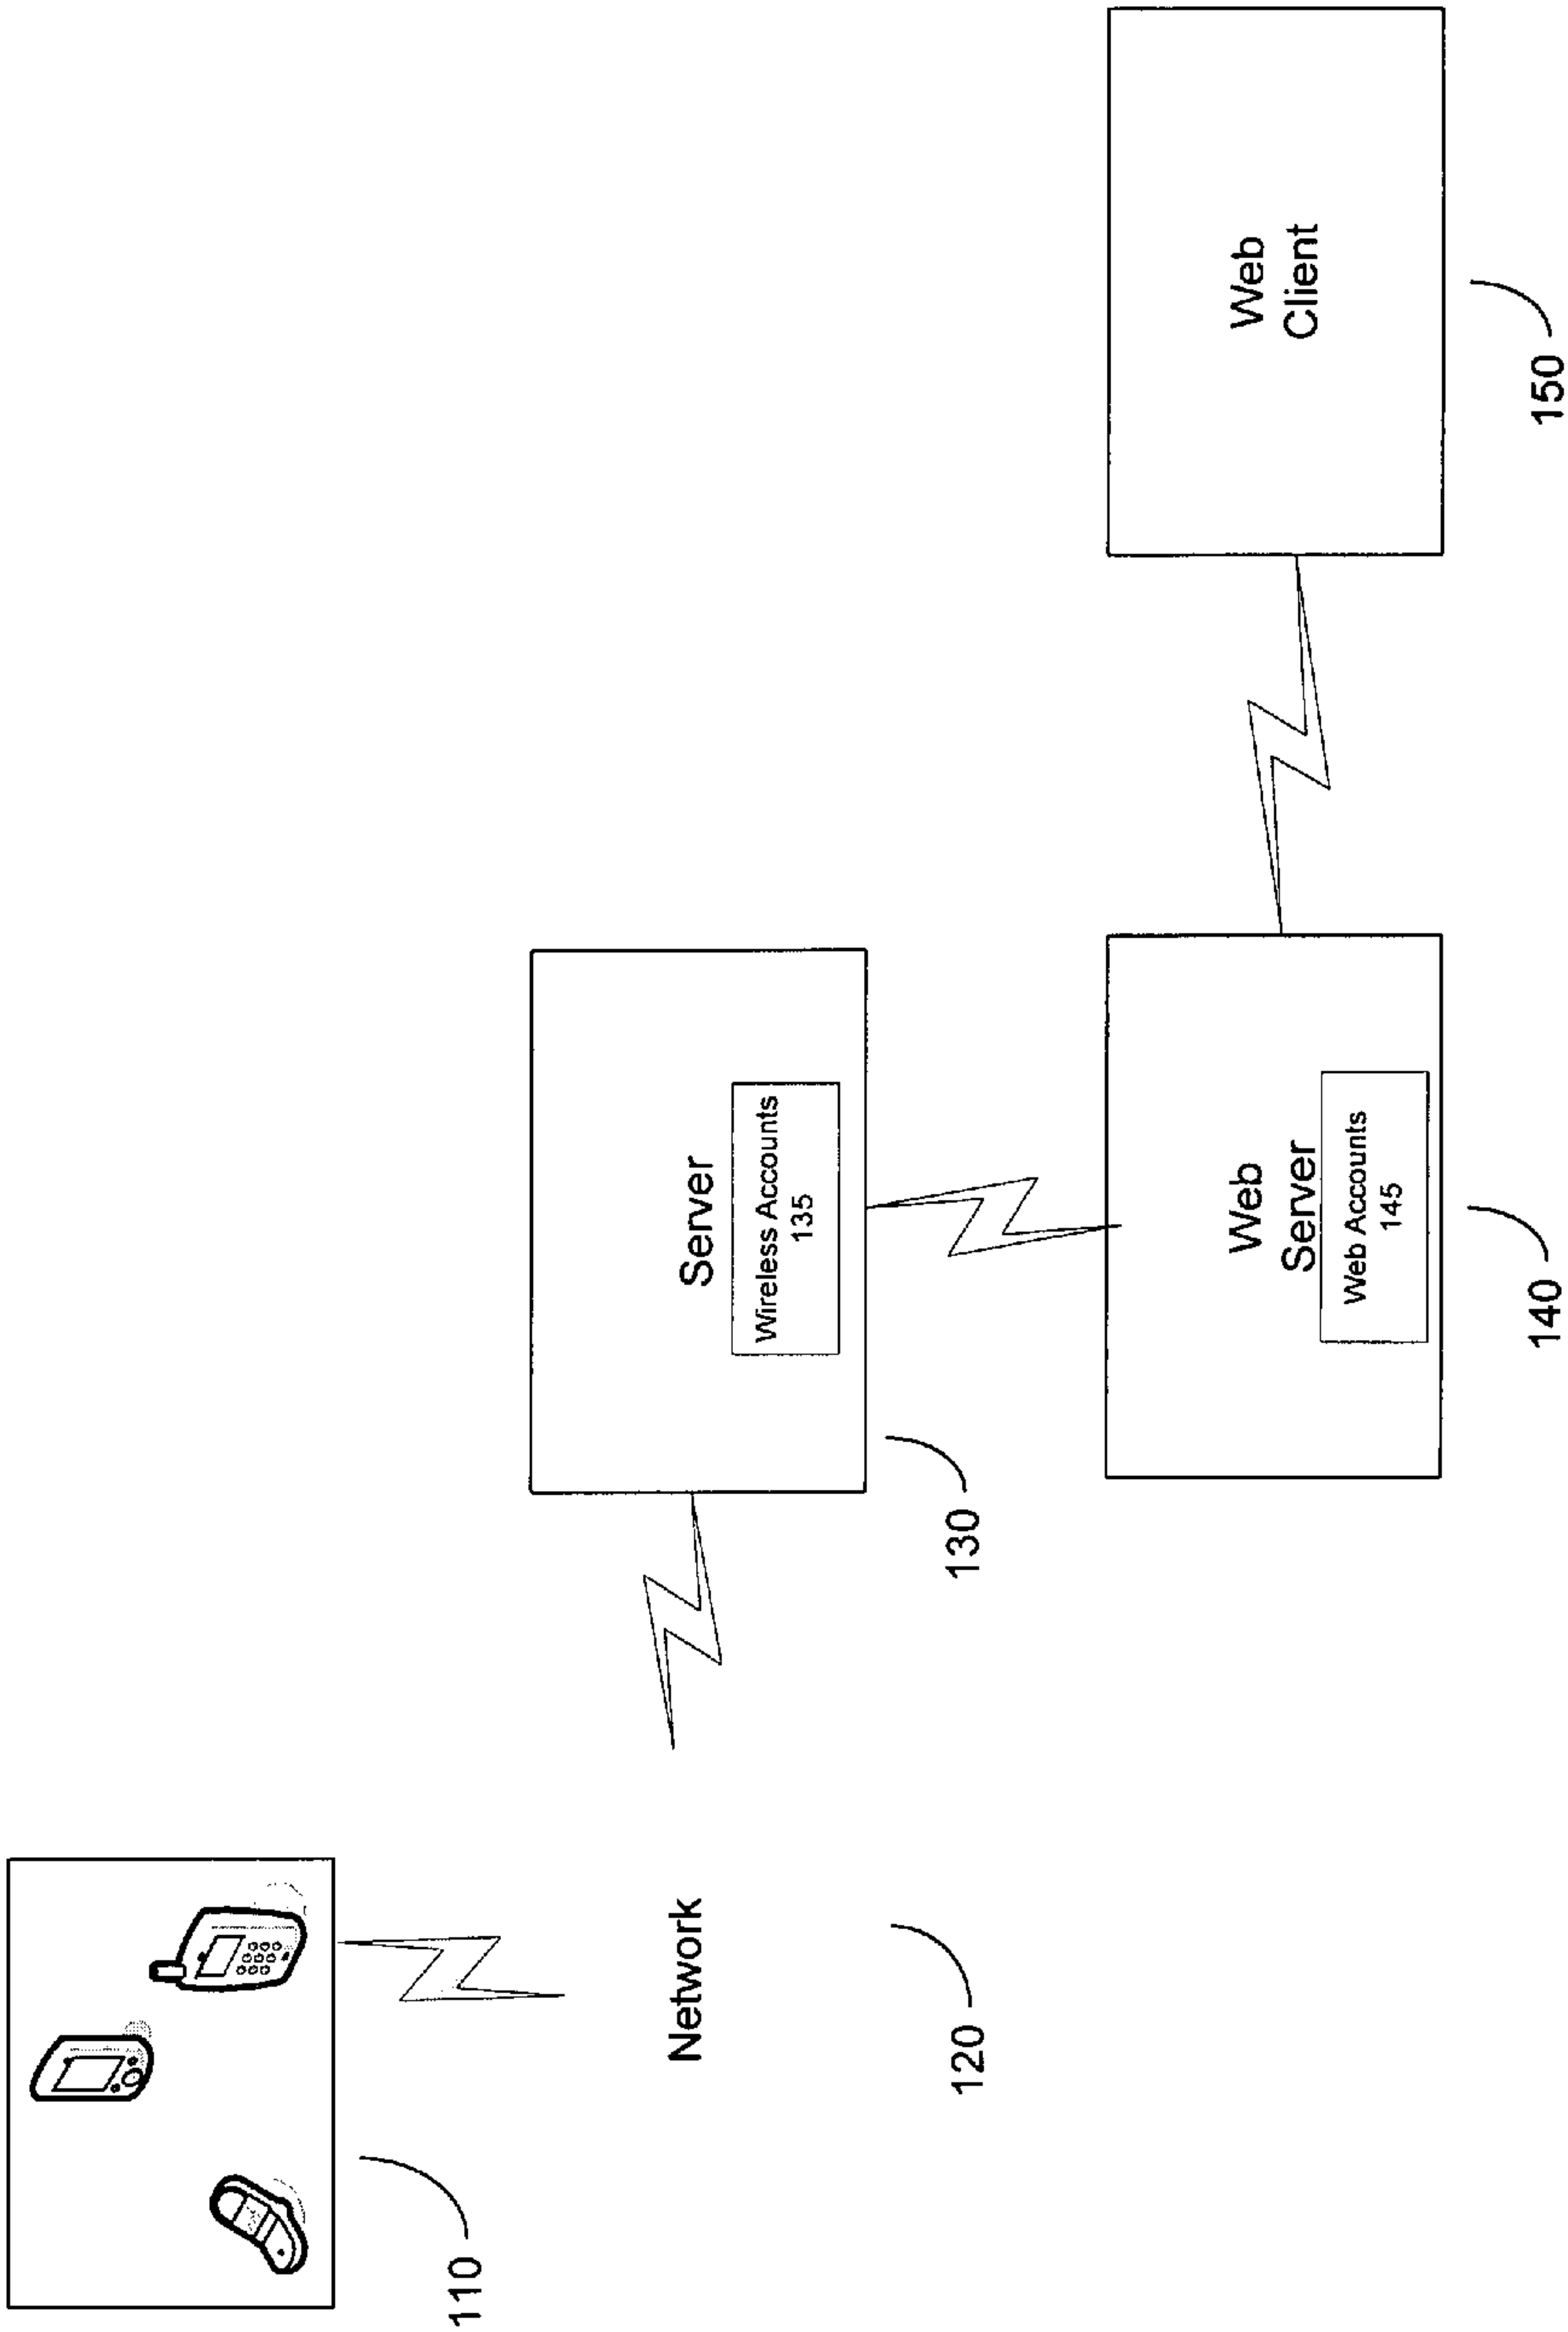 110
Network
120
Server
Wireless Accounts
135
130
Web
Server
Web Accounts
145
140
Web
Client
150